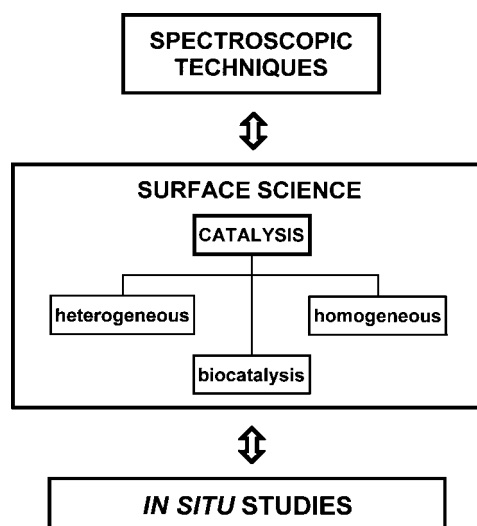 SPECTROSCOPIC
TECHNIQUES
SURFACE SCIENCE
CATALYSIS
heterogeneous
homogeneous
biocatalysis
IN SITU STUDIES